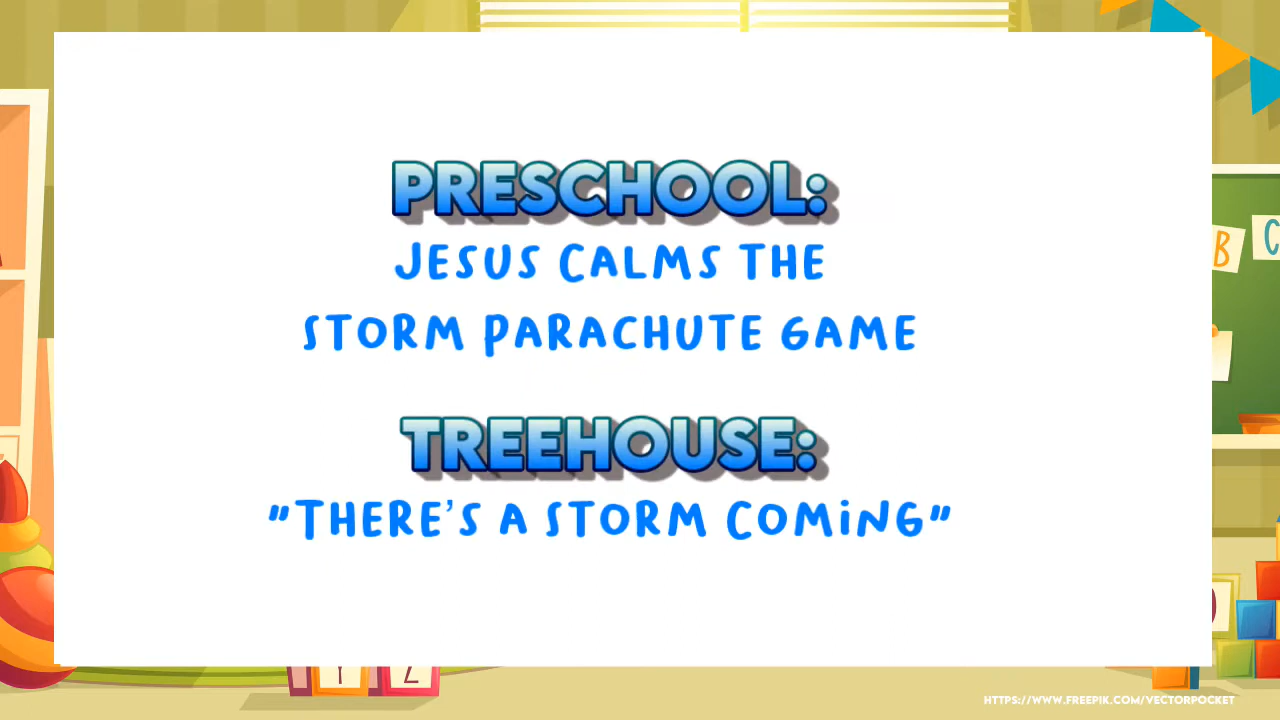 PRESCHOOL:
JESUS CALMS THE
STORM PARACHUTE GAME
TREEHOUSE:
"THERE'S A STORM COMiNG"
B
C
Y Z
HTTPS://WWW.FREEPIK.COM/VECTORPOCKET